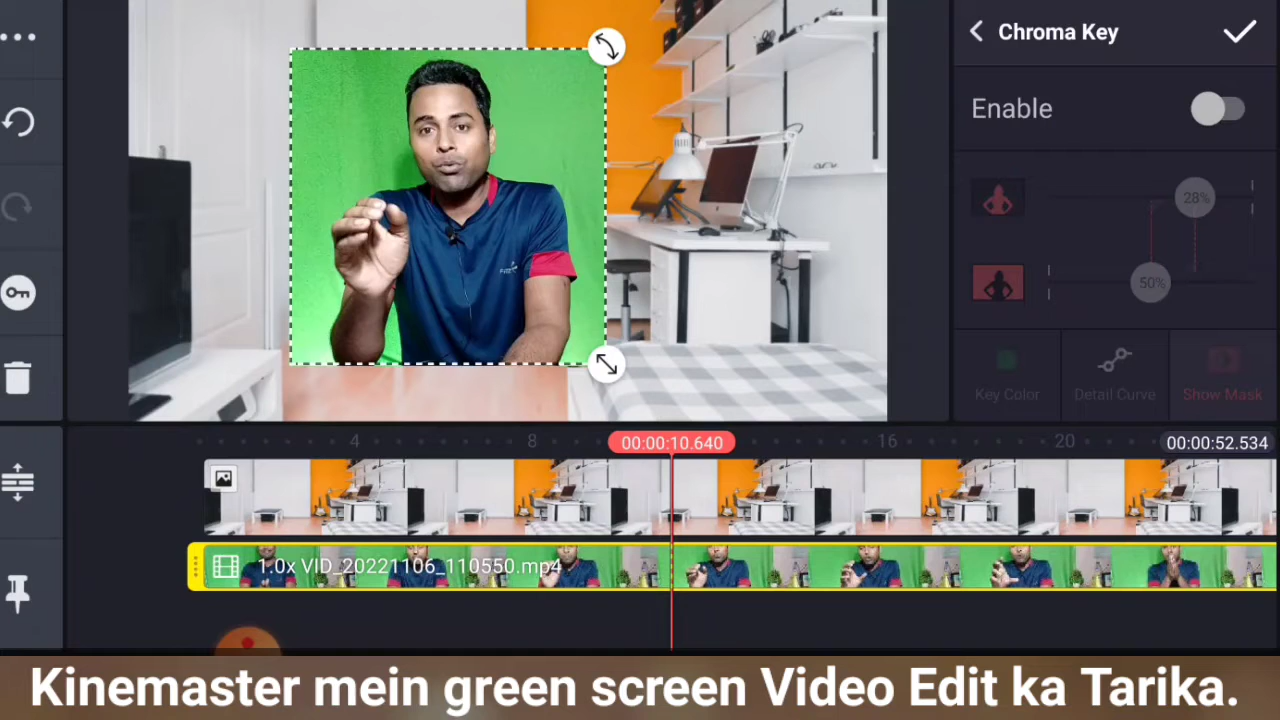 Chroma Key
Enable
28%
50%
Key Color
Detail Curve
Show Mask
4
8
00:00:10.640
16
20
00:00:52.534
1.0x VID_20221106_110550.mp4
Kinemaster mein green screen Video Edit ka Tarika.